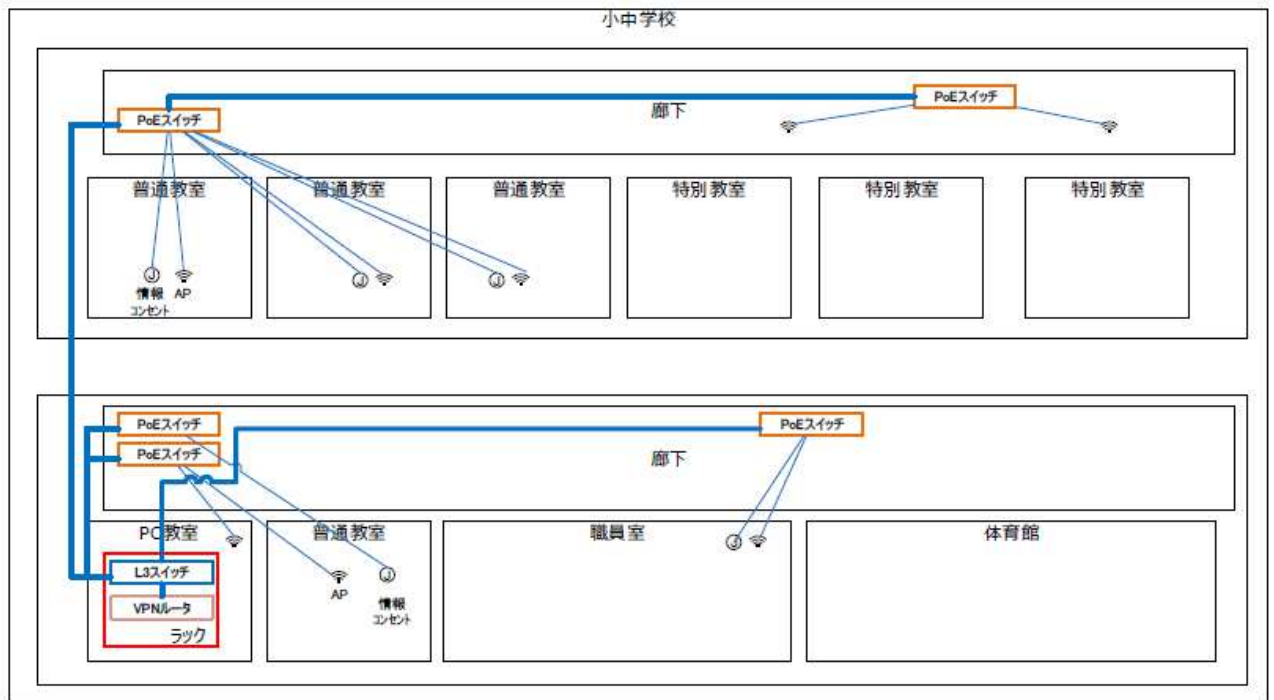 小中学校
PoEスイッチ
廊下
PoEスイッチ
普通教室
普通教室
普通教室
特別教室
特別教室
特別教室
J
情報
コンセント
AP
J
J
PoEスイッチ
PoEスイッチ
PoEスイッチ
廊下
PC教室
普通教室
職員室
体育館
J
L3スイッチ
VPNルータ
ラック
AP
J
情報
コンセント